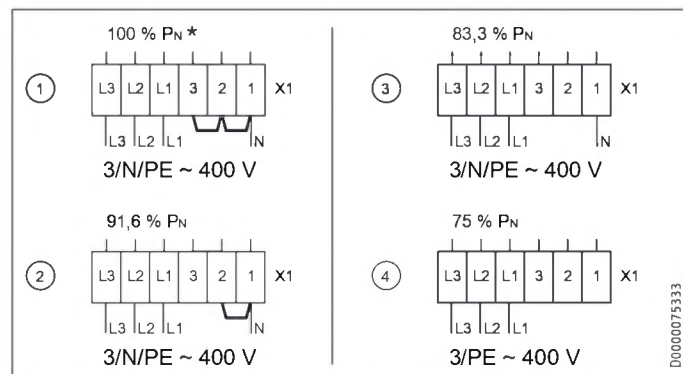 100 % PN *
1
L3 L2 L1 3 2 1 X1
L3 L2 L1 N
3/N/PE ~ 400 V
91,6 % PN
2
L3 L2 L1 3 2 1 X1
L3 L2 L1 N
3/N/PE ~ 400 V
83,3 % PN
3
L3 L2 L1 3 2 1 X1
L3 L2 L1 N
3/N/PE ~ 400 V
75 % PN
4
L3 L2 L1 3 2 1 X1
L3 L2 L1
3/PE ~ 400 V
D0000075333